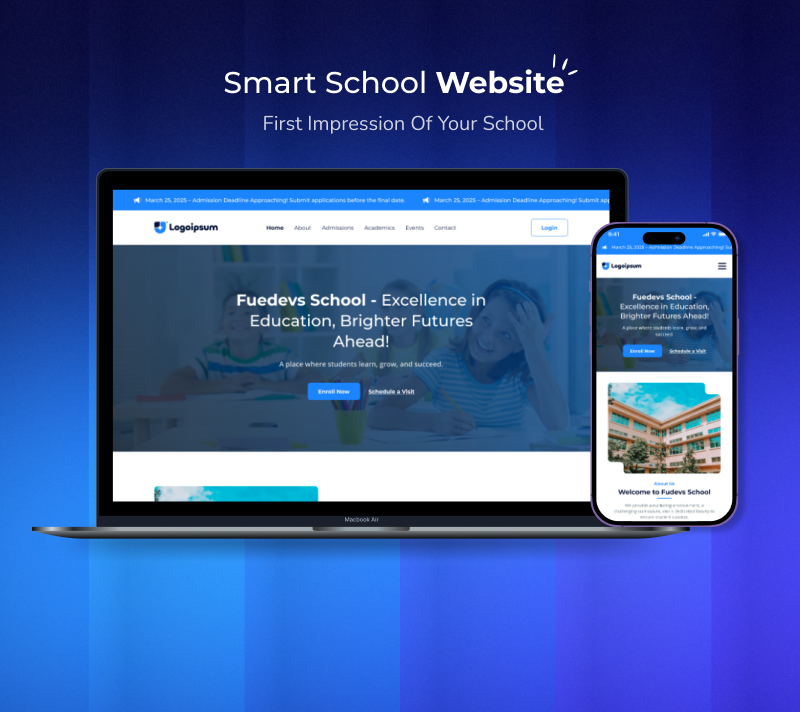 Smart School Website
First Impression Of Your School
March 25, 2025 – Admission Deadline Approaching! Submit applications before the final date.
March 25, 2025 – Admission Deadline Approaching! Submit app
Logoipsum
Home About Admissions Academics Events Contact
Login
Fuedevs School - Excellence in
Education, Brighter Futures
Ahead!
A place where students learn, grow, and succeed.
Enroll Now Schedule a Visit
Macbook Air
9:41
March 25, 2025 – Admission Deadline Approaching! Su
Logoipsum
Fuedevs School -
Excellence in Education,
Brighter Futures Ahead!
A place where students learn, grow, and
succeed.
Enroll Now Schedule a Visit
About Us
Welcome to Fudevs School
We provide a nurturing environment, a
challenging curriculum, and a dedicated faculty to
ensure student success.